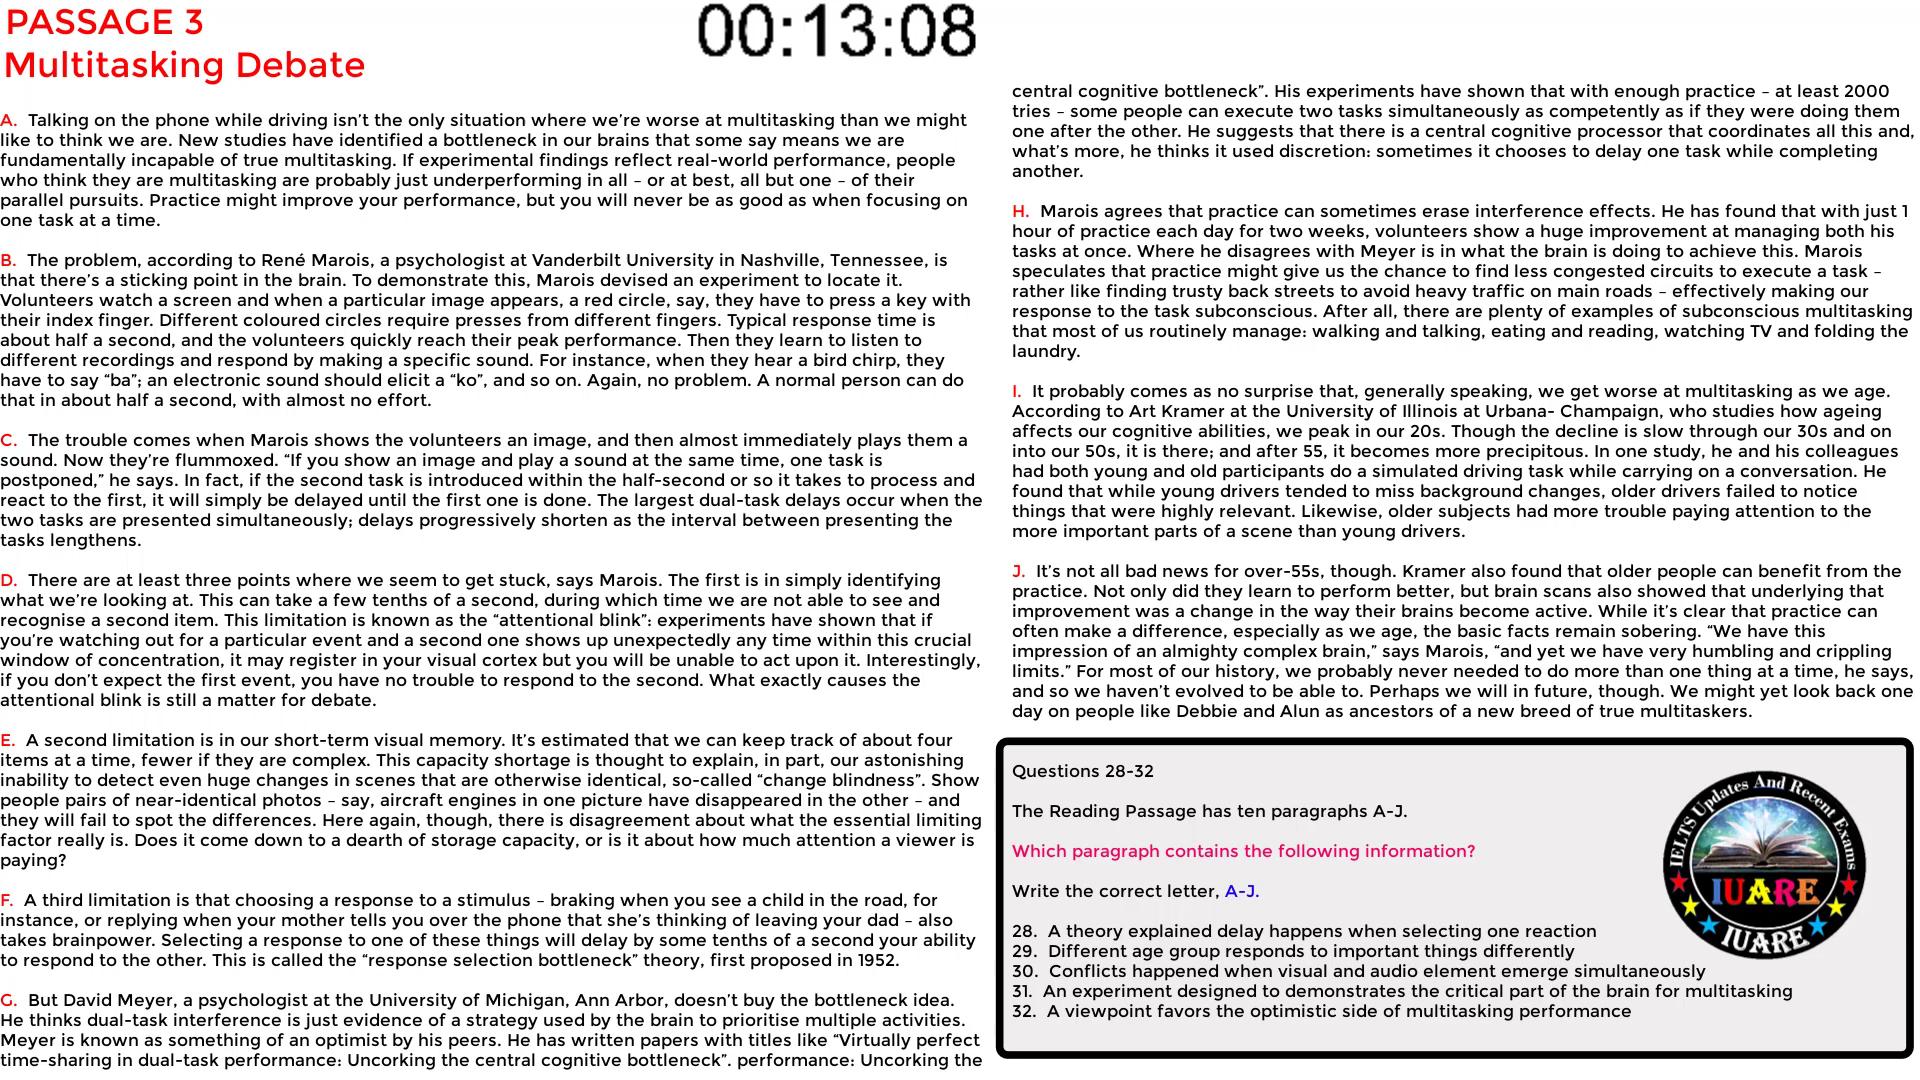 PASSAGE 3
Multitasking Debate
00:13:08
A. Talking on the phone while driving isn't the only situation where we're worse at multitasking than we might
like to think we are. New studies have identified a bottleneck in our brains that some say means we are
fundamentally incapable of true multitasking. If experimental findings reflect real-world performance, people
who think they are multitasking are probably just underperforming in all – or at best, all but one – of their
parallel pursuits. Practice might improve your performance, but you will never be as good as when focusing on
one task at a time.
B. The problem, according to René Marois, a psychologist at Vanderbilt University in Nashville, Tennessee, is
that there's a sticking point in the brain. To demonstrate this, Marois devised an experiment to locate it.
Volunteers watch a screen and when a particular image appears, a red circle, say, they have to press a key with
their index finger. Different coloured circles require presses from different fingers. Typical response time is
about half a second, and the volunteers quickly reach their peak performance. Then they learn to listen to
different recordings and respond by making a specific sound. For instance, when they hear a bird chirp, they
have to say “ba”; an electronic sound should elicit a “ko”, and so on. Again, no problem. A normal person can do
that in about half a second, with almost no effort.
C. The trouble comes when Marois shows the volunteers an image, and then almost immediately plays them a
sound. Now they're flummoxed. “If you show an image and play a sound at the same time, one task is
postponed,” he says. In fact, if the second task is introduced within the half-second or so it takes to process and
react to the first, it will simply be delayed until the first one is done. The largest dual-task delays occur when the
two tasks are presented simultaneously; delays progressively shorten as the interval between presenting the
tasks lengthens.
D. There are at least three points where we seem to get stuck, says Marois. The first is in simply identifying
what we're looking at. This can take a few tenths of a second, during which time we are not able to see and
recognise a second item. This limitation is known as the “attentional blink”: experiments have shown that if
you're watching out for a particular event and a second one shows up unexpectedly any time within this crucial
window of concentration, it may register in your visual cortex but you will be unable to act upon it. Interestingly,
if you don't expect the first event, you have no trouble to respond to the second. What exactly causes the
attentional blink is still a matter for debate.
E. A second limitation is in our short-term visual memory. It's estimated that we can keep track of about four
items at a time, fewer if they are complex. This capacity shortage is thought to explain, in part, our astonishing
inability to detect even huge changes in scenes that are otherwise identical, so-called “change blindness”. Show
people pairs of near-identical photos – say, aircraft engines in one picture have disappeared in the other – and
they will fail to spot the differences. Here again, though, there is disagreement about what the essential limiting
factor really is. Does it come down to a dearth of storage capacity, or is it about how much attention a viewer is
paying?
F. A third limitation is that choosing a response to a stimulus – braking when you see a child in the road, for
instance, or replying when your mother tells you over the phone that she's thinking of leaving your dad – also
takes brainpower. Selecting a response to one of these things will delay by some tenths of a second your ability
to respond to the other. This is called the “response selection bottleneck” theory, first proposed in 1952.
G. But David Meyer, a psychologist at the University of Michigan, Ann Arbor, doesn't buy the bottleneck idea.
He thinks dual-task interference is just evidence of a strategy used by the brain to prioritise multiple activities.
Meyer is known as something of an optimist by his peers. He has written papers with titles like “Virtually perfect
time-sharing in dual-task performance: Uncorking the central cognitive bottleneck”. performance: Uncorking the
central cognitive bottleneck”. His experiments have shown that with enough practice – at least 2000
tries – some people can execute two tasks simultaneously as competently as if they were doing them
one after the other. He suggests that there is a central cognitive processor that coordinates all this and,
what's more, he thinks it used discretion: sometimes it chooses to delay one task while completing
another.
H. Marois agrees that practice can sometimes erase interference effects. He has found that with just 1
hour of practice each day for two weeks, volunteers show a huge improvement at managing both his
tasks at once. Where he disagrees with Meyer is in what the brain is doing to achieve this. Marois
speculates that practice might give us the chance to find less congested circuits to execute a task –
rather like finding trusty back streets to avoid heavy traffic on main roads – effectively making our
response to the task subconscious. After all, there are plenty of examples of subconscious multitasking
that most of us routinely manage: walking and talking, eating and reading, watching TV and folding the
laundry.
I. It probably comes as no surprise that, generally speaking, we get worse at multitasking as we age.
According to Art Kramer at the University of Illinois at Urbana- Champaign, who studies how ageing
affects our cognitive abilities, we peak in our 20s. Though the decline is slow through our 30s and on
into our 50s, it is there; and after 55, it becomes more precipitous. In one study, he and his colleagues
had both young and old participants do a simulated driving task while carrying on a conversation. He
found that while young drivers tended to miss background changes, older drivers failed to notice
things that were highly relevant. Likewise, older subjects had more trouble paying attention to the
more important parts of a scene than young drivers.
J. It's not all bad news for over-55s, though. Kramer also found that older people can benefit from the
practice. Not only did they learn to perform better, but brain scans also showed that underlying that
improvement was a change in the way their brains become active. While it's clear that practice can
often make a difference, especially as we age, the basic facts remain sobering. “We have this
impression of an almighty complex brain,” says Marois, “and yet we have very humbling and crippling
limits.” For most of our history, we probably never needed to do more than one thing at a time, he says,
and so we haven't evolved to be able to. Perhaps we will in future, though. We might yet look back one
day on people like Debbie and Alun as ancestors of a new breed of true multitaskers.
Questions 28-32
The Reading Passage has ten paragraphs A-J.
Which paragraph contains the following information?
Write the correct letter, A-J.
28. A theory explained delay happens when selecting one reaction
29. Different age group responds to important things differently
30. Conflicts happened when visual and audio element emerge simultaneously
31. An experiment designed to demonstrates the critical part of the brain for multitasking
32. A viewpoint favors the optimistic side of multitasking performance
IELTS Updates And Recent Exams
IUARE
IUARE